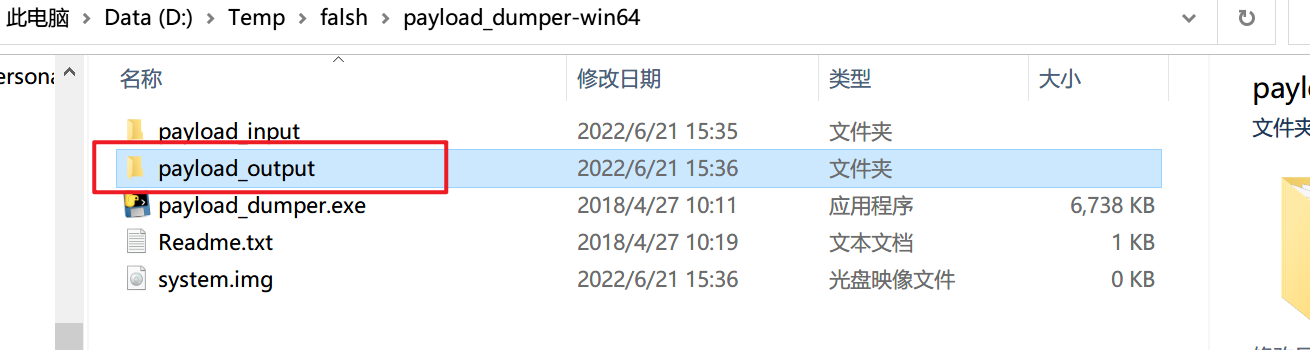 此电脑 > Data (D:) > Temp > falsh > payload_dumper-win64
名称 修改日期 类型 大小
payload_input 2022/6/21 15:35 文件夹
payload_output 2022/6/21 15:36 文件夹
payload_dumper.exe 2018/4/27 10:11 应用程序 6,738 KB
Readme.txt 2018/4/27 10:19 文本文档 1 KB
system.img 2022/6/21 15:36 光盘映像文件 0 KB
ersona
payl
文件夹